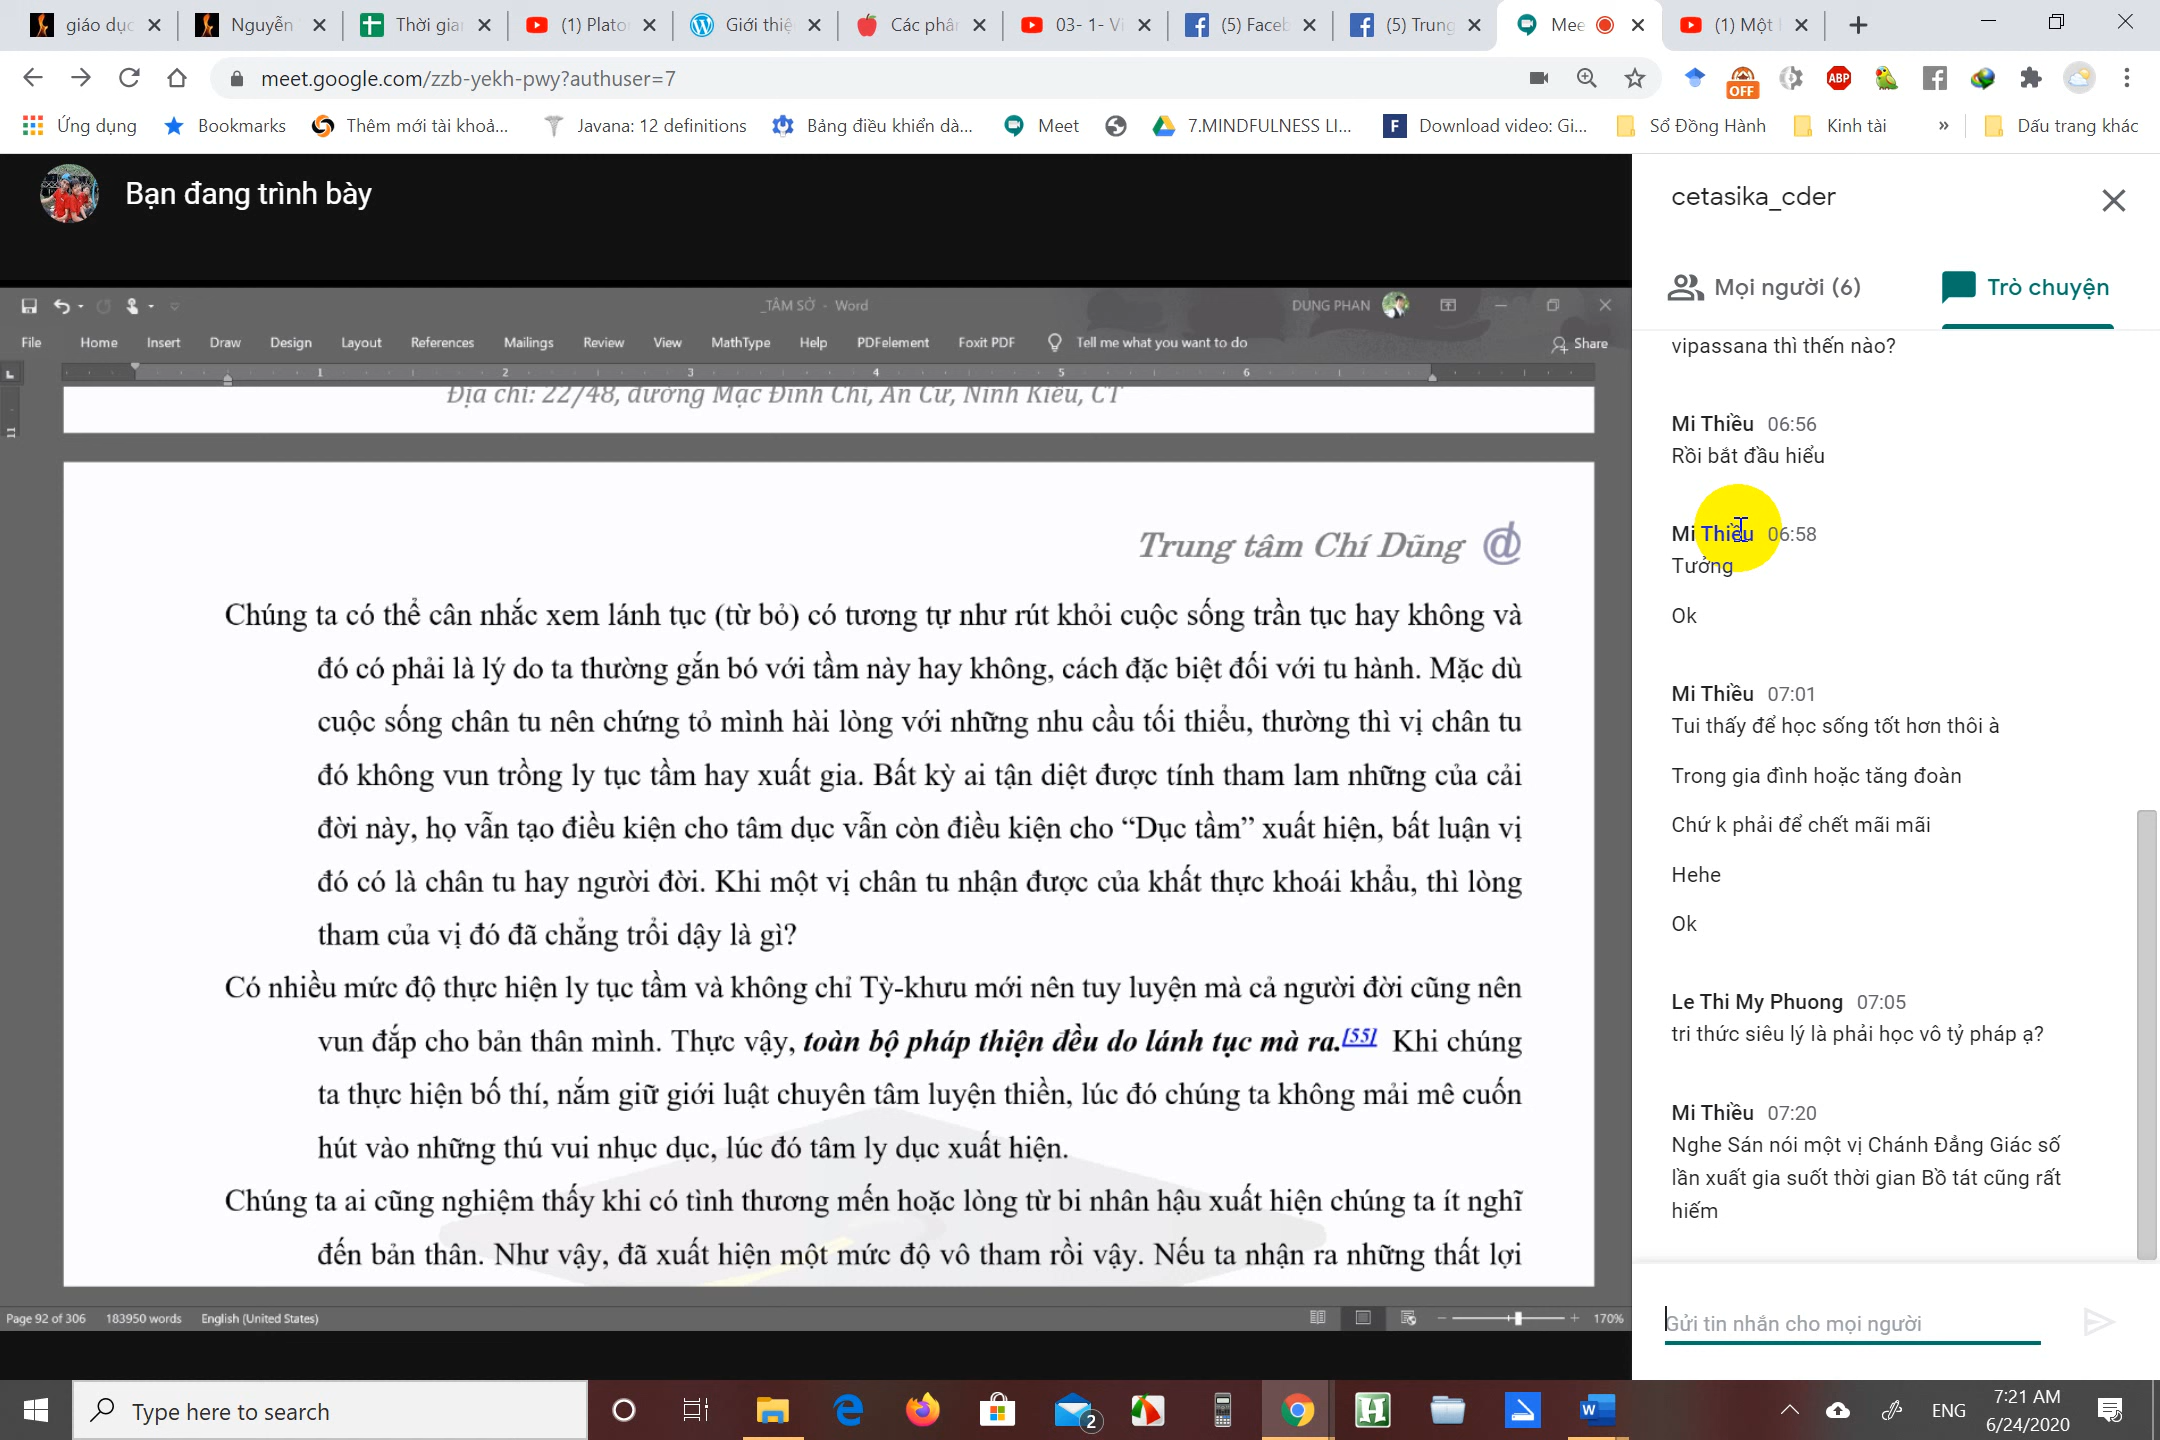 giáo dục
Nguyễn
Thời gia
(1) Plato
Giới thiệ
Các phâ
03- 1- Vi
(5) Faceb
(5) Trung
Mee
(1) Một
meet.google.com/zzb-yekh-pwy?authuser=7
OFF
ABP
Ứng dụng
Bookmarks
Thêm mới tài khoả...
Javana: 12 definitions
Bảng điều khiển dà...
Meet
7.MINDFULNESS LI...
Download video: Gi...
Sổ Đồng Hành
Kinh tài
»
Dấu trang khác
Bạn đang trình bày
_TÂM SỞ - Word
DUNG PHAN
File Home Insert Draw Design Layout References Mailings Review View MathType Help PDFelement Foxit PDF Tell me what you want to do Share
1 2 3 4 5 6
11
Địa chỉ: 22/48, đường Mạc Đĩnh Chi, An Cư, Ninh Kiều, CT
Trung tâm Chí Dũng
Chúng ta có thể cân nhắc xem lánh tục (từ bỏ) có tương tự như rút khỏi cuộc sống trần tục hay không và
đó có phải là lý do ta thường gắn bó với tầm này hay không, cách đặc biệt đối với tu hành. Mặc dù
cuộc sống chân tu nên chứng tỏ mình hài lòng với những nhu cầu tối thiểu, thường thì vị chân tu
đó không vun trồng ly tục tầm hay xuất gia. Bất kỳ ai tận diệt được tính tham lam những của cải
đời này, họ vẫn tạo điều kiện cho tâm dục vẫn còn điều kiện cho “Dục tầm” xuất hiện, bất luận vị
đó có là chân tu hay người đời. Khi một vị chân tu nhận được của khất thực khoái khẩu, thì lòng
tham của vị đó đã chẳng trỗi dậy là gì?
Có nhiều mức độ thực hiện ly tục tầm và không chỉ Tỳ-khưu mới nên tuy luyện mà cả người đời cũng nên
vun đắp cho bản thân mình. Thực vậy, toàn bộ pháp thiện đều do lánh tục mà ra.[55] Khi chúng
ta thực hiện bố thí, nắm giữ giới luật chuyên tâm luyện thiền, lúc đó chúng ta không mải mê cuốn
hút vào những thú vui nhục dục, lúc đó tâm ly dục xuất hiện.
Chúng ta ai cũng nghiệm thấy khi có tình thương mến hoặc lòng từ bi nhân hậu xuất hiện chúng ta ít nghĩ
đến bản thân. Như vậy, đã xuất hiện một mức độ vô tham rồi vậy. Nếu ta nhận ra những thất lợi
Page 92 of 306
183950 words
English (United States)
170%
cetasika_cder
Mọi người (6)
Trò chuyện
vipassana thì thến nào?
Mi Thiều 06:56
Rồi bắt đầu hiểu
Mi Thiều 06:58
Tưởng
Ok
Mi Thiều 07:01
Tui thấy để học sống tốt hơn thôi à
Trong gia đình hoặc tăng đoàn
Chứ k phải để chết mãi mãi
Hehe
Ok
Le Thi My Phuong 07:05
tri thức siêu lý là phải học vô tỷ pháp ạ?
Mi Thiều 07:20
Nghe Sán nói một vị Chánh Đẳng Giác số
lần xuất gia suốt thời gian Bồ tát cũng rất
hiếm
Gửi tin nhắn cho mọi người
Type here to search
2
ENG
7:21 AM
6/24/2020